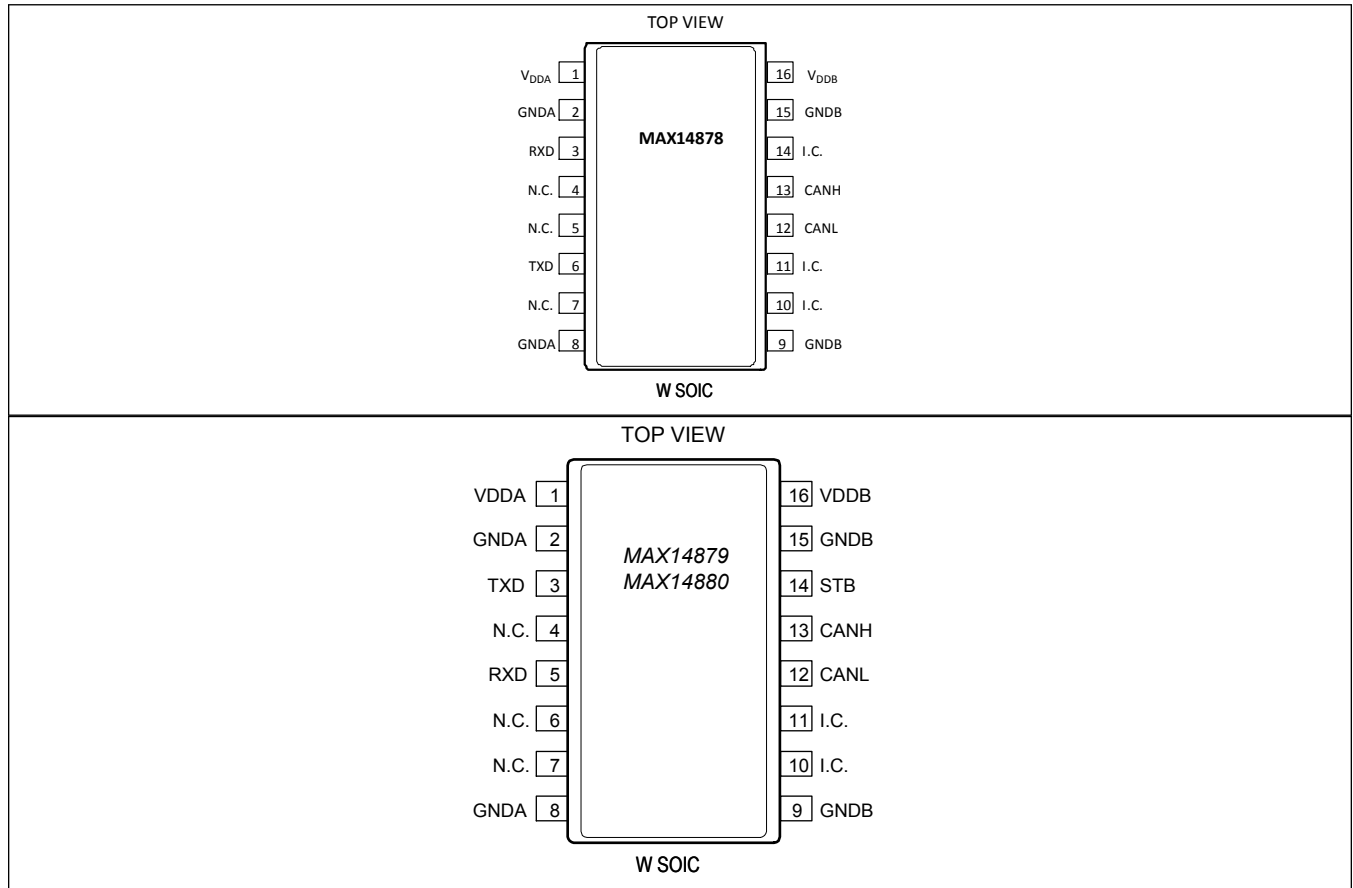 TOP VIEW
VDDA 1 16 VDDB
GNDA 2 15 GNDB
MAX14878
RXD 3 14 I.C.
N.C. 4 13 CANH
N.C. 5 12 CANL
TXD 6 11 I.C.
N.C. 7 10 I.C.
GNDA 8 9 GNDB
W SOIC
TOP VIEW
VDDA 1 16 VDDB
GNDA 2 15 GNDB
MAX14879
TXD 3 MAX14880 14 STB
N.C. 4 13 CANH
RXD 5 12 CANL
N.C. 6 11 I.C.
N.C. 7 10 I.C.
GNDA 8 9 GNDB
W SOIC